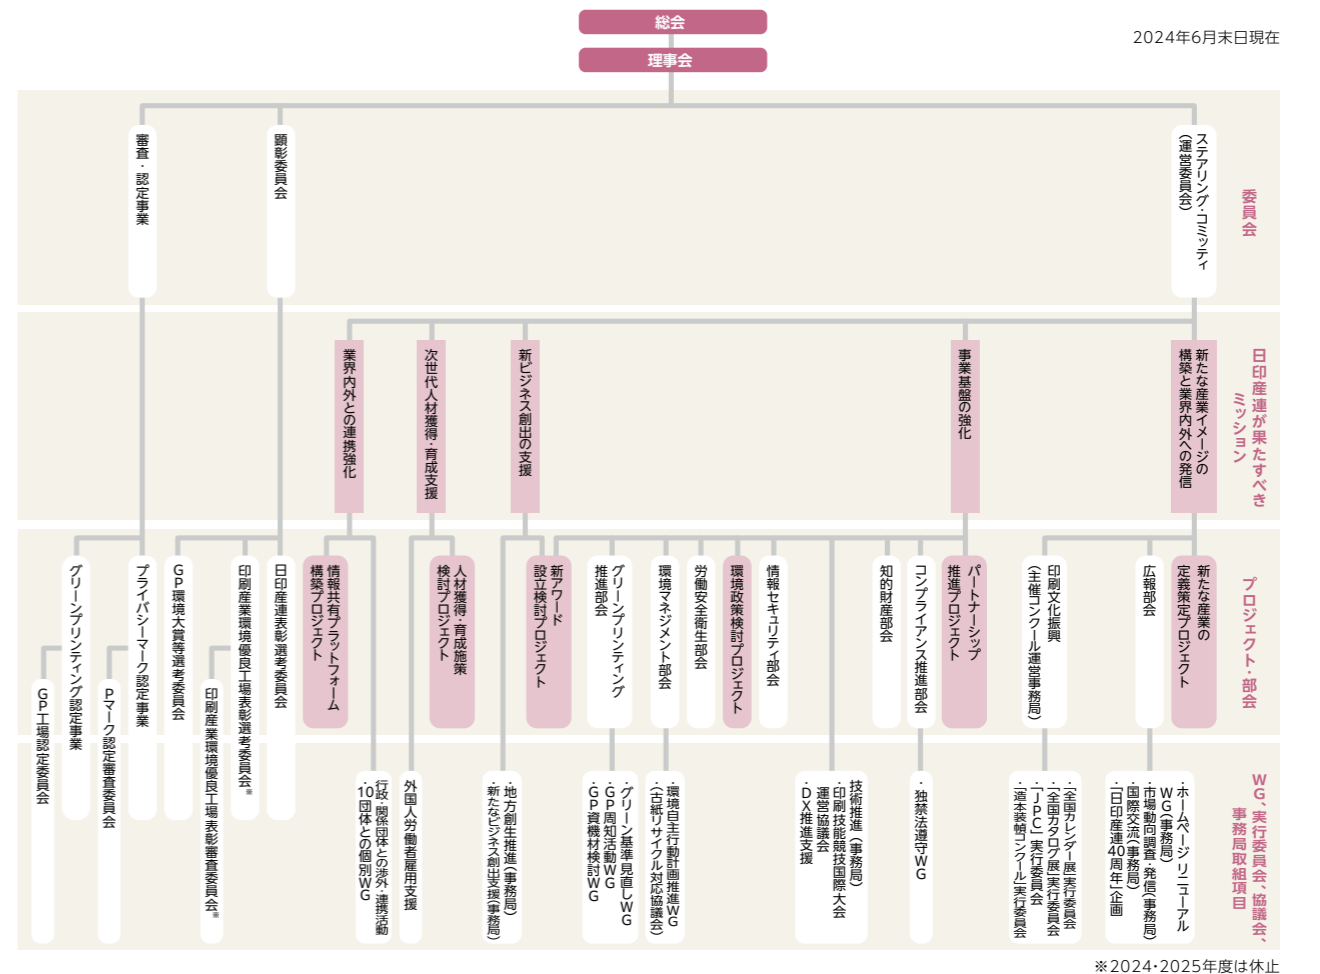 総会
理事会
2024年6月末日現在
委員会
ステアリング・コミッティ
(運営委員会)
顕彰委員会
審査・認定事業
日印産連が果たすべき
ミッション
新たな産業イメージの
構築と業界内外への発信
事業基盤の強化
新ビジネス創出の支援
次世代人材獲得・育成支援
業界内外との連携強化
プロジェクト・部会
新たな産業の
定義策定プロジェクト
広報部会
印刷文化振興
(主催コンクール運営事務局)
パートナーシップ
推進プロジェクト
コンプライアンス推進部会
知的財産部会
情報セキュリティ部会
環境政策検討プロジェクト
労働安全衛生部会
環境マネジメント部会
グリーンプリンティング
推進部会
新アワード
設立検討プロジェクト
人材獲得・育成施策
検討プロジェクト
情報共有プラットフォーム
構築プロジェクト
日印産連表彰選考委員会
印刷産業環境優良工場表彰選考委員会※
印刷産業環境優良工場表彰審査委員会※
GP環境大賞等選考委員会
プライバシーマーク認定事業
Pマーク認定審査委員会
グリーンプリンティング認定事業
GP工場認定委員会
WG、実行委員会、協議会、
事務局取組項目
・ホームページリニューアル
WG(事務局)
・市場動向調査・発信(事務局)
・国際交流(事務局)
・「日印産連40周年」企画
・「全国カレンダー展」実行委員会
・「全国カタログ展」実行委員会
・「JPC」実行委員会
・「造本装幀コンクール」実行委員会
・独禁法遵守WG
技術推進(事務局)
・印刷技能競技国際大会
運営協議会
・DX推進支援
・環境自主行動計画推進WG
(古紙リサイクル対応協議会)
・グリーン基準見直しWG
・GP周知活動WG
・GP資機材検討WG
・地方創生推進(事務局)
・新たなビジネス創出支援(事務局)
外国人労働者雇用支援
行政・関係団体との渉外・連携活動
・10団体との個別WG
※2024・2025年度は休止